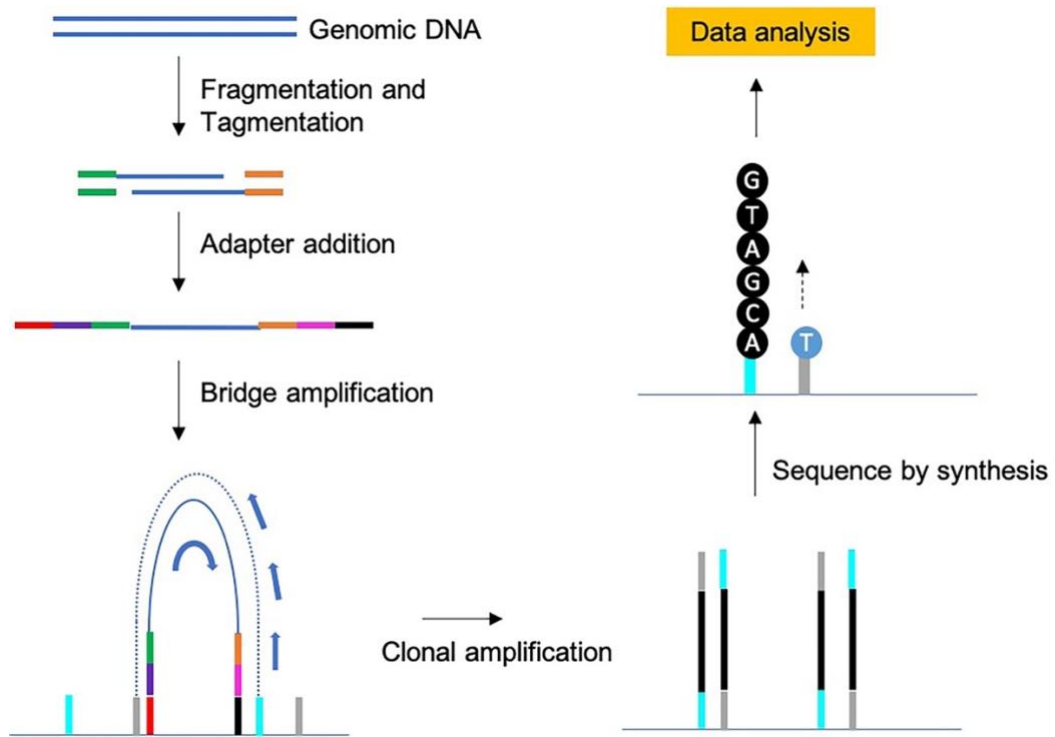 Genomic DNA
Fragmentation and
Tagmentation
Adapter addition
Bridge amplification
Clonal amplification
Sequence by synthesis
G
T
A
G
C
A
T
Data analysis